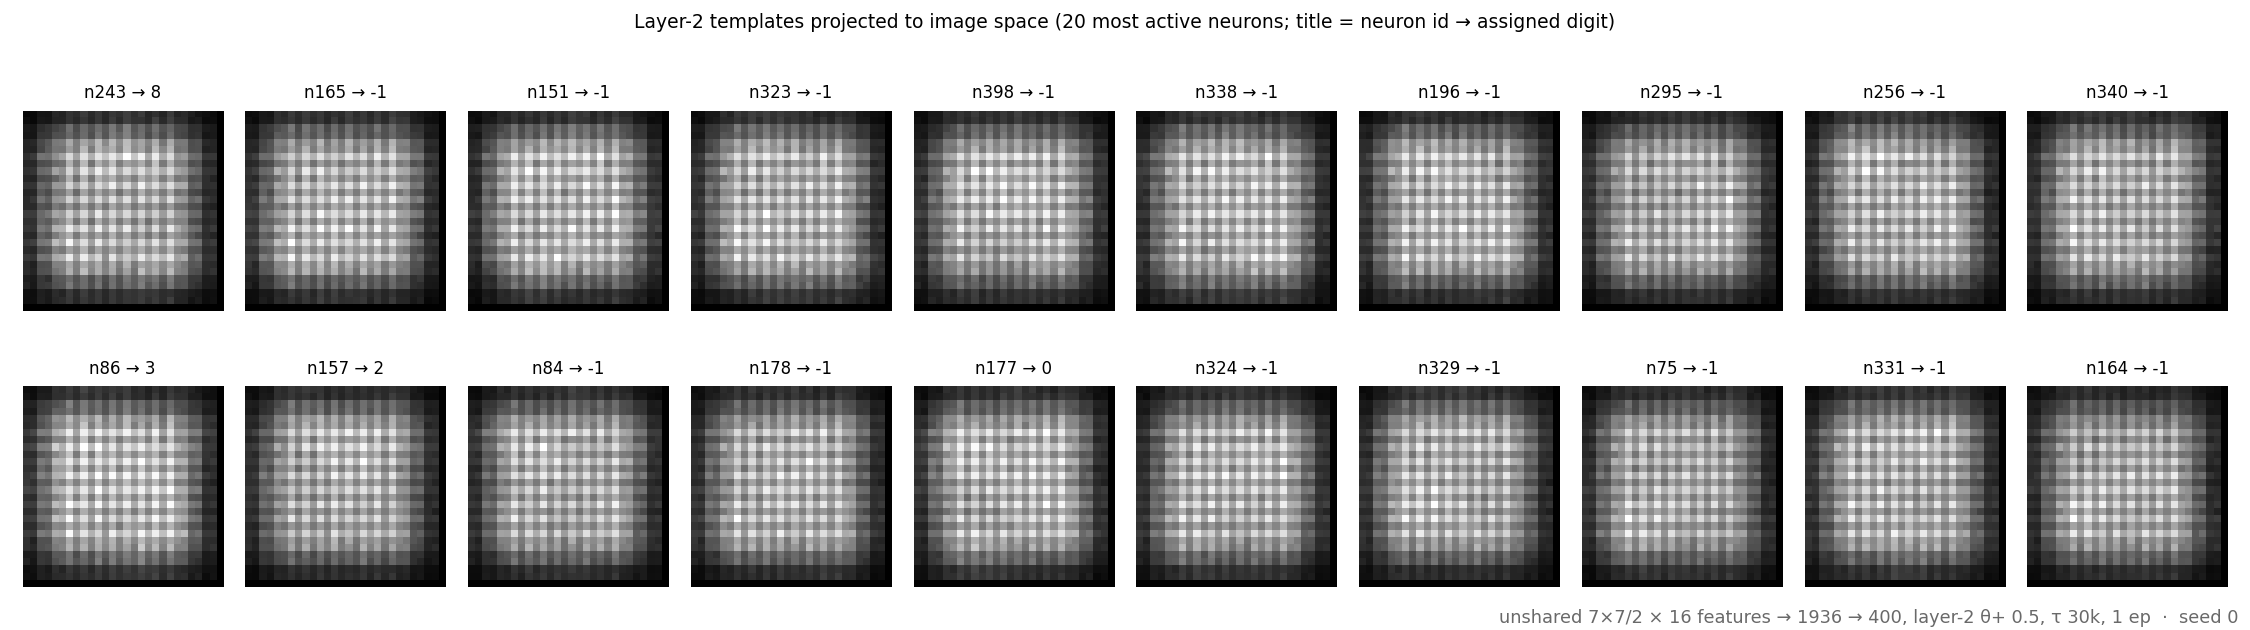 Layer-2 templates projected to image space (20 most active neurons; title = neuron id → assigned digit)
n243 → 8 n165 → -1 n151 → -1 n323 → -1 n398 → -1 n338 → -1 n196 → -1 n295 → -1 n256 → -1 n340 → -1
n86 → 3 n157 → 2 n84 → -1 n178 → -1 n177 → 0 n324 → -1 n329 → -1 n75 → -1 n331 → -1 n164 → -1
unshared 7×7/2 × 16 features → 1936 → 400, layer-2 θ+ 0.5, τ 30k, 1 ep · seed 0